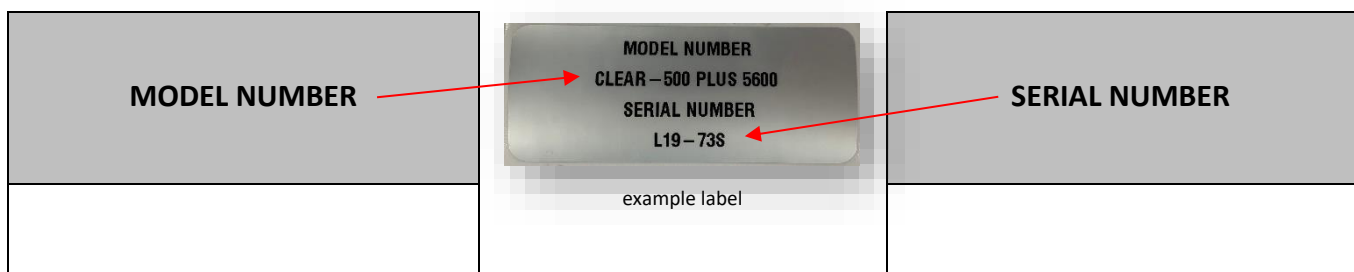 MODEL NUMBER
MODEL NUMBER
CLEAR–500 PLUS 5600
SERIAL NUMBER
L19–73S
example label
SERIAL NUMBER